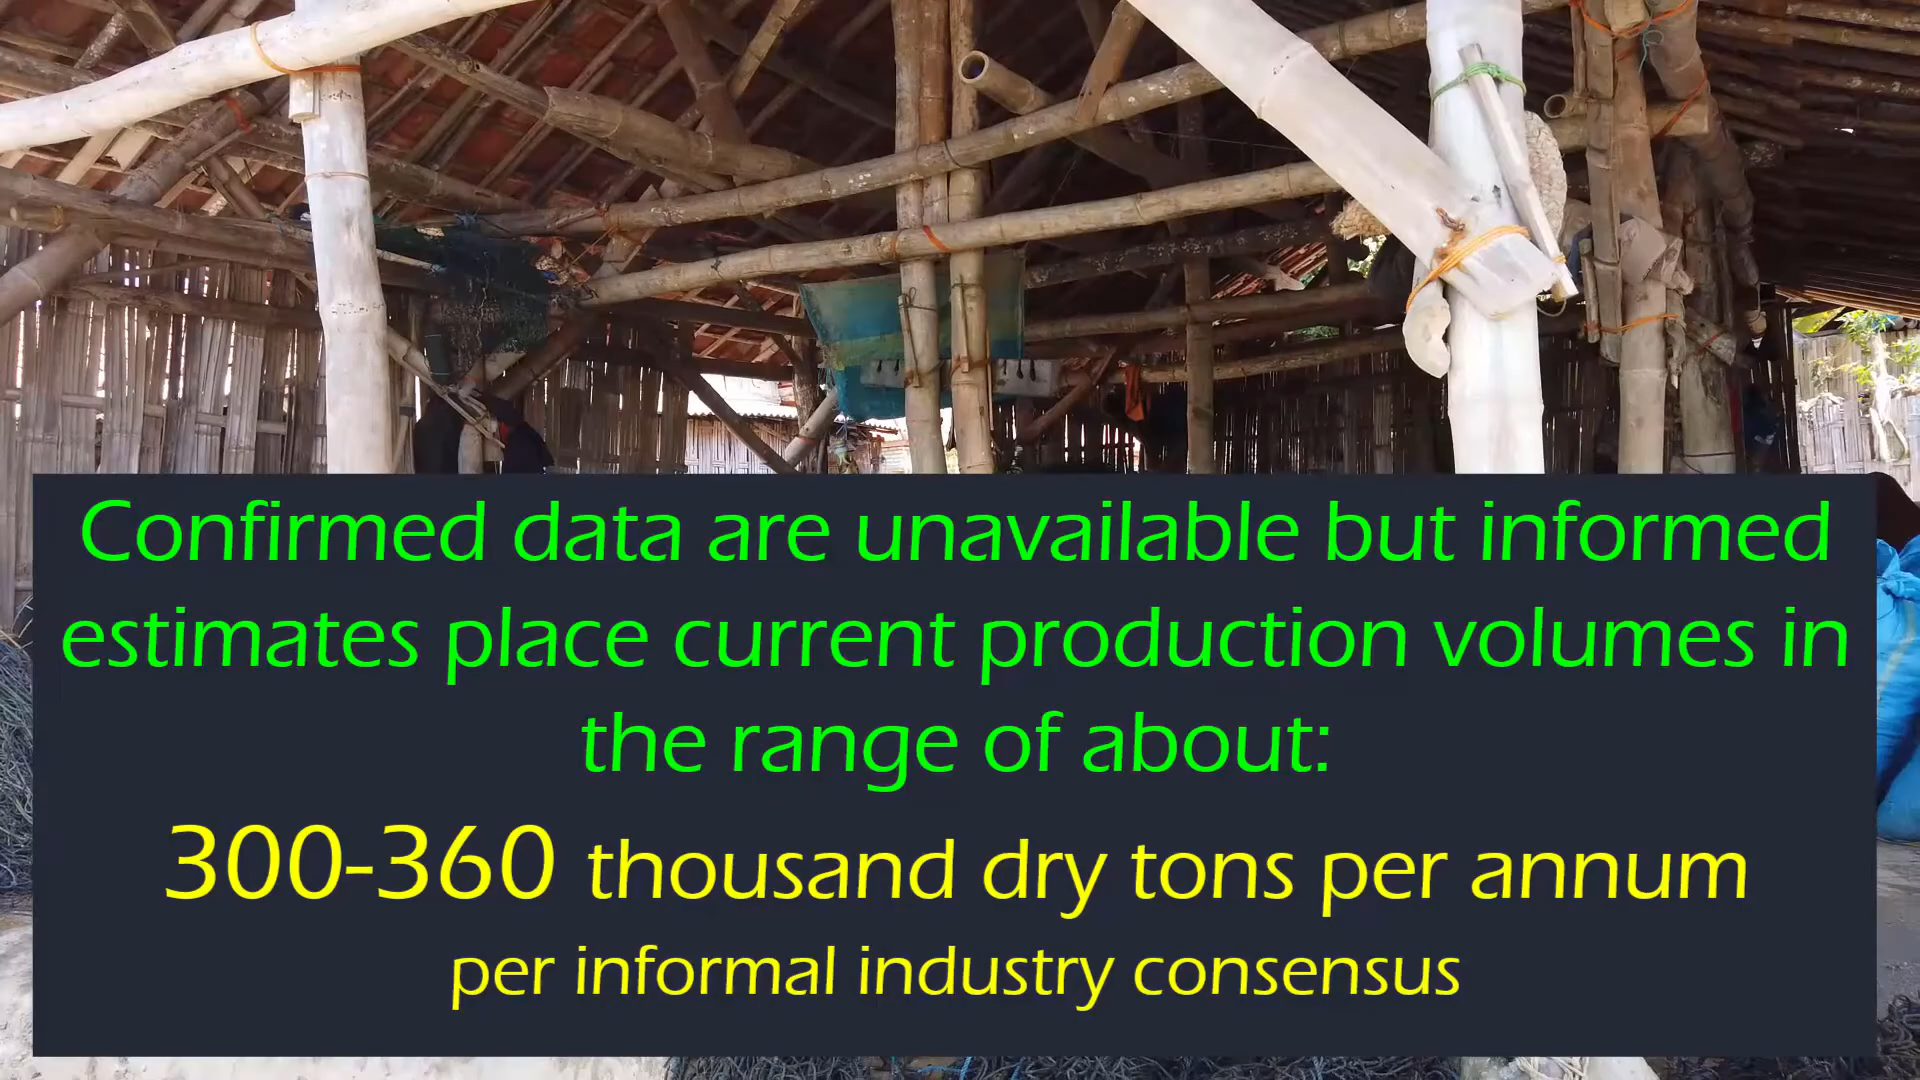 Confirmed data are unavailable but informed
estimates place current production volumes in
the range of about:
300-360 thousand dry tons per annum
per informal industry consensus